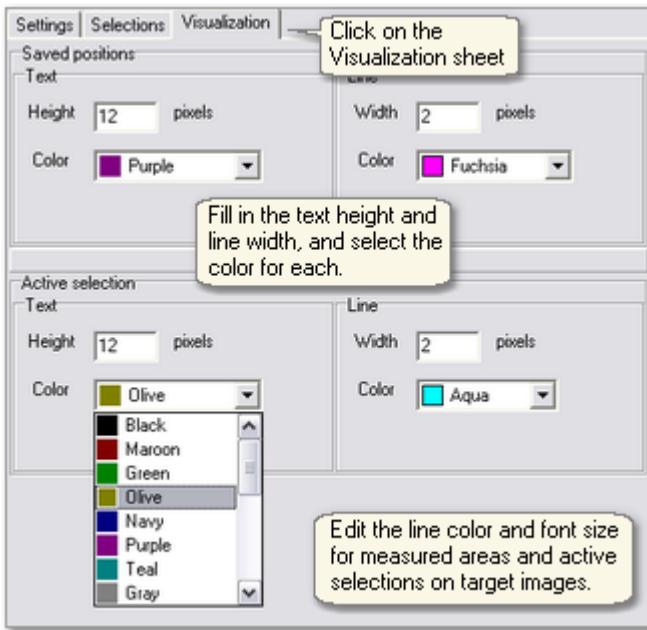 Settings Selections Visualization
Click on the
Visualization sheet
Saved positions
Text
Line
Height 12 pixels
Width 2 pixels
Color Purple
Color Fuchsia
Fill in the text height and
line width, and select the
color for each.
Active selection
Text
Line
Height 12 pixels
Width 2 pixels
Color Olive
Color Aqua
Black
Maroon
Green
Olive
Navy
Purple
Teal
Gray
Edit the line color and font size
for measured areas and active
selections on target images.